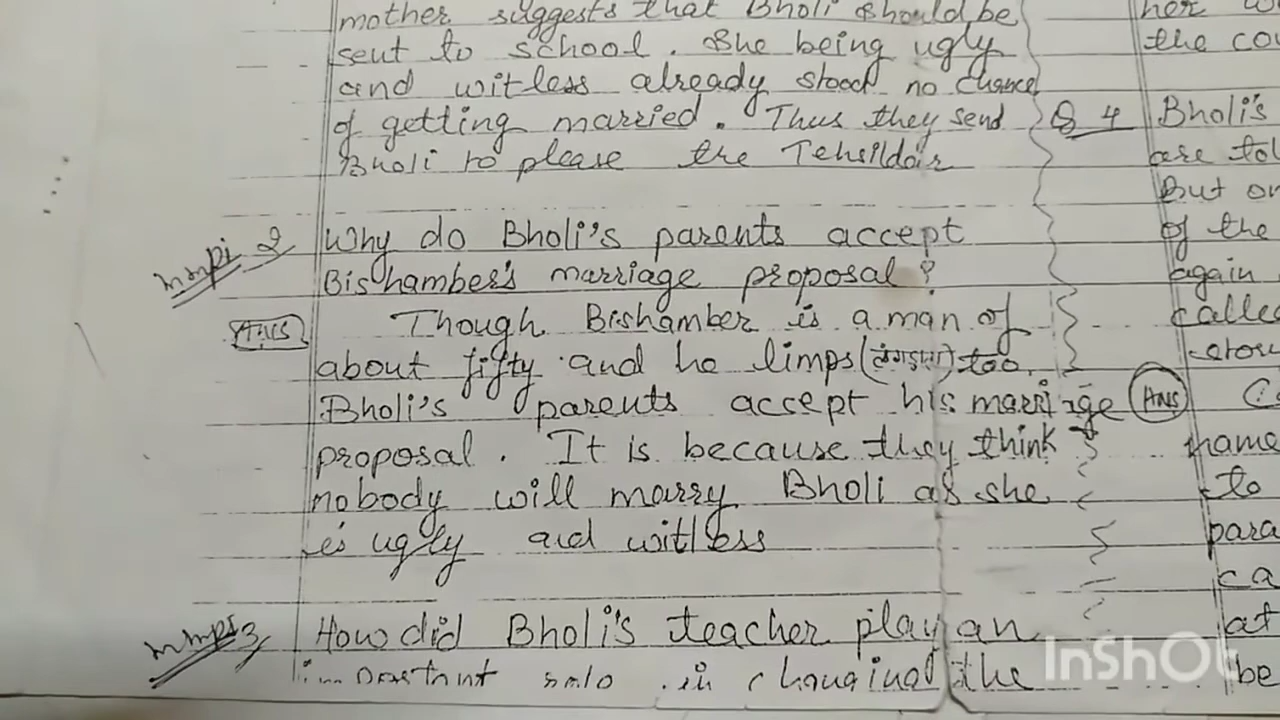 mother suggests that Bholi should be
sent to school. She being ugly
and witless already stood no chance
of getting married. Thus they send
Bholi to please the Tehsildar
2 Why do Bholi's parents accept
Bishamber's marriage proposal?
Ans
Though Bishamber is a man of
about fifty and he limps (लंगड़ाना) too.
Bholi's parents accept his marriage
proposal. It is because they think
nobody will marry Bholi as she
is ugly and witless
3 How did Bholi's teacher play an
important role in changing the
her
the
Q 4 Bholi's
are
But
of the
again
Ans
name
to
para
ca
at
be
InShOt